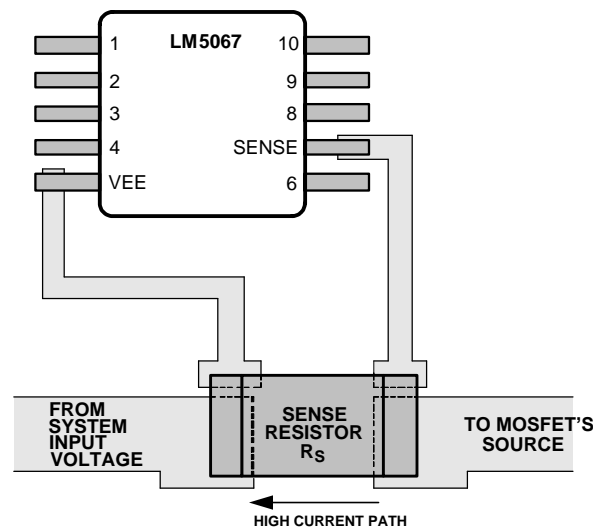 LM5067
1
10
2
9
3
8
4
SENSE
VEE
6
FROM
SYSTEM
INPUT
VOLTAGE
SENSE
RESISTOR
RS
TO MOSFET'S
SOURCE
HIGH CURRENT PATH